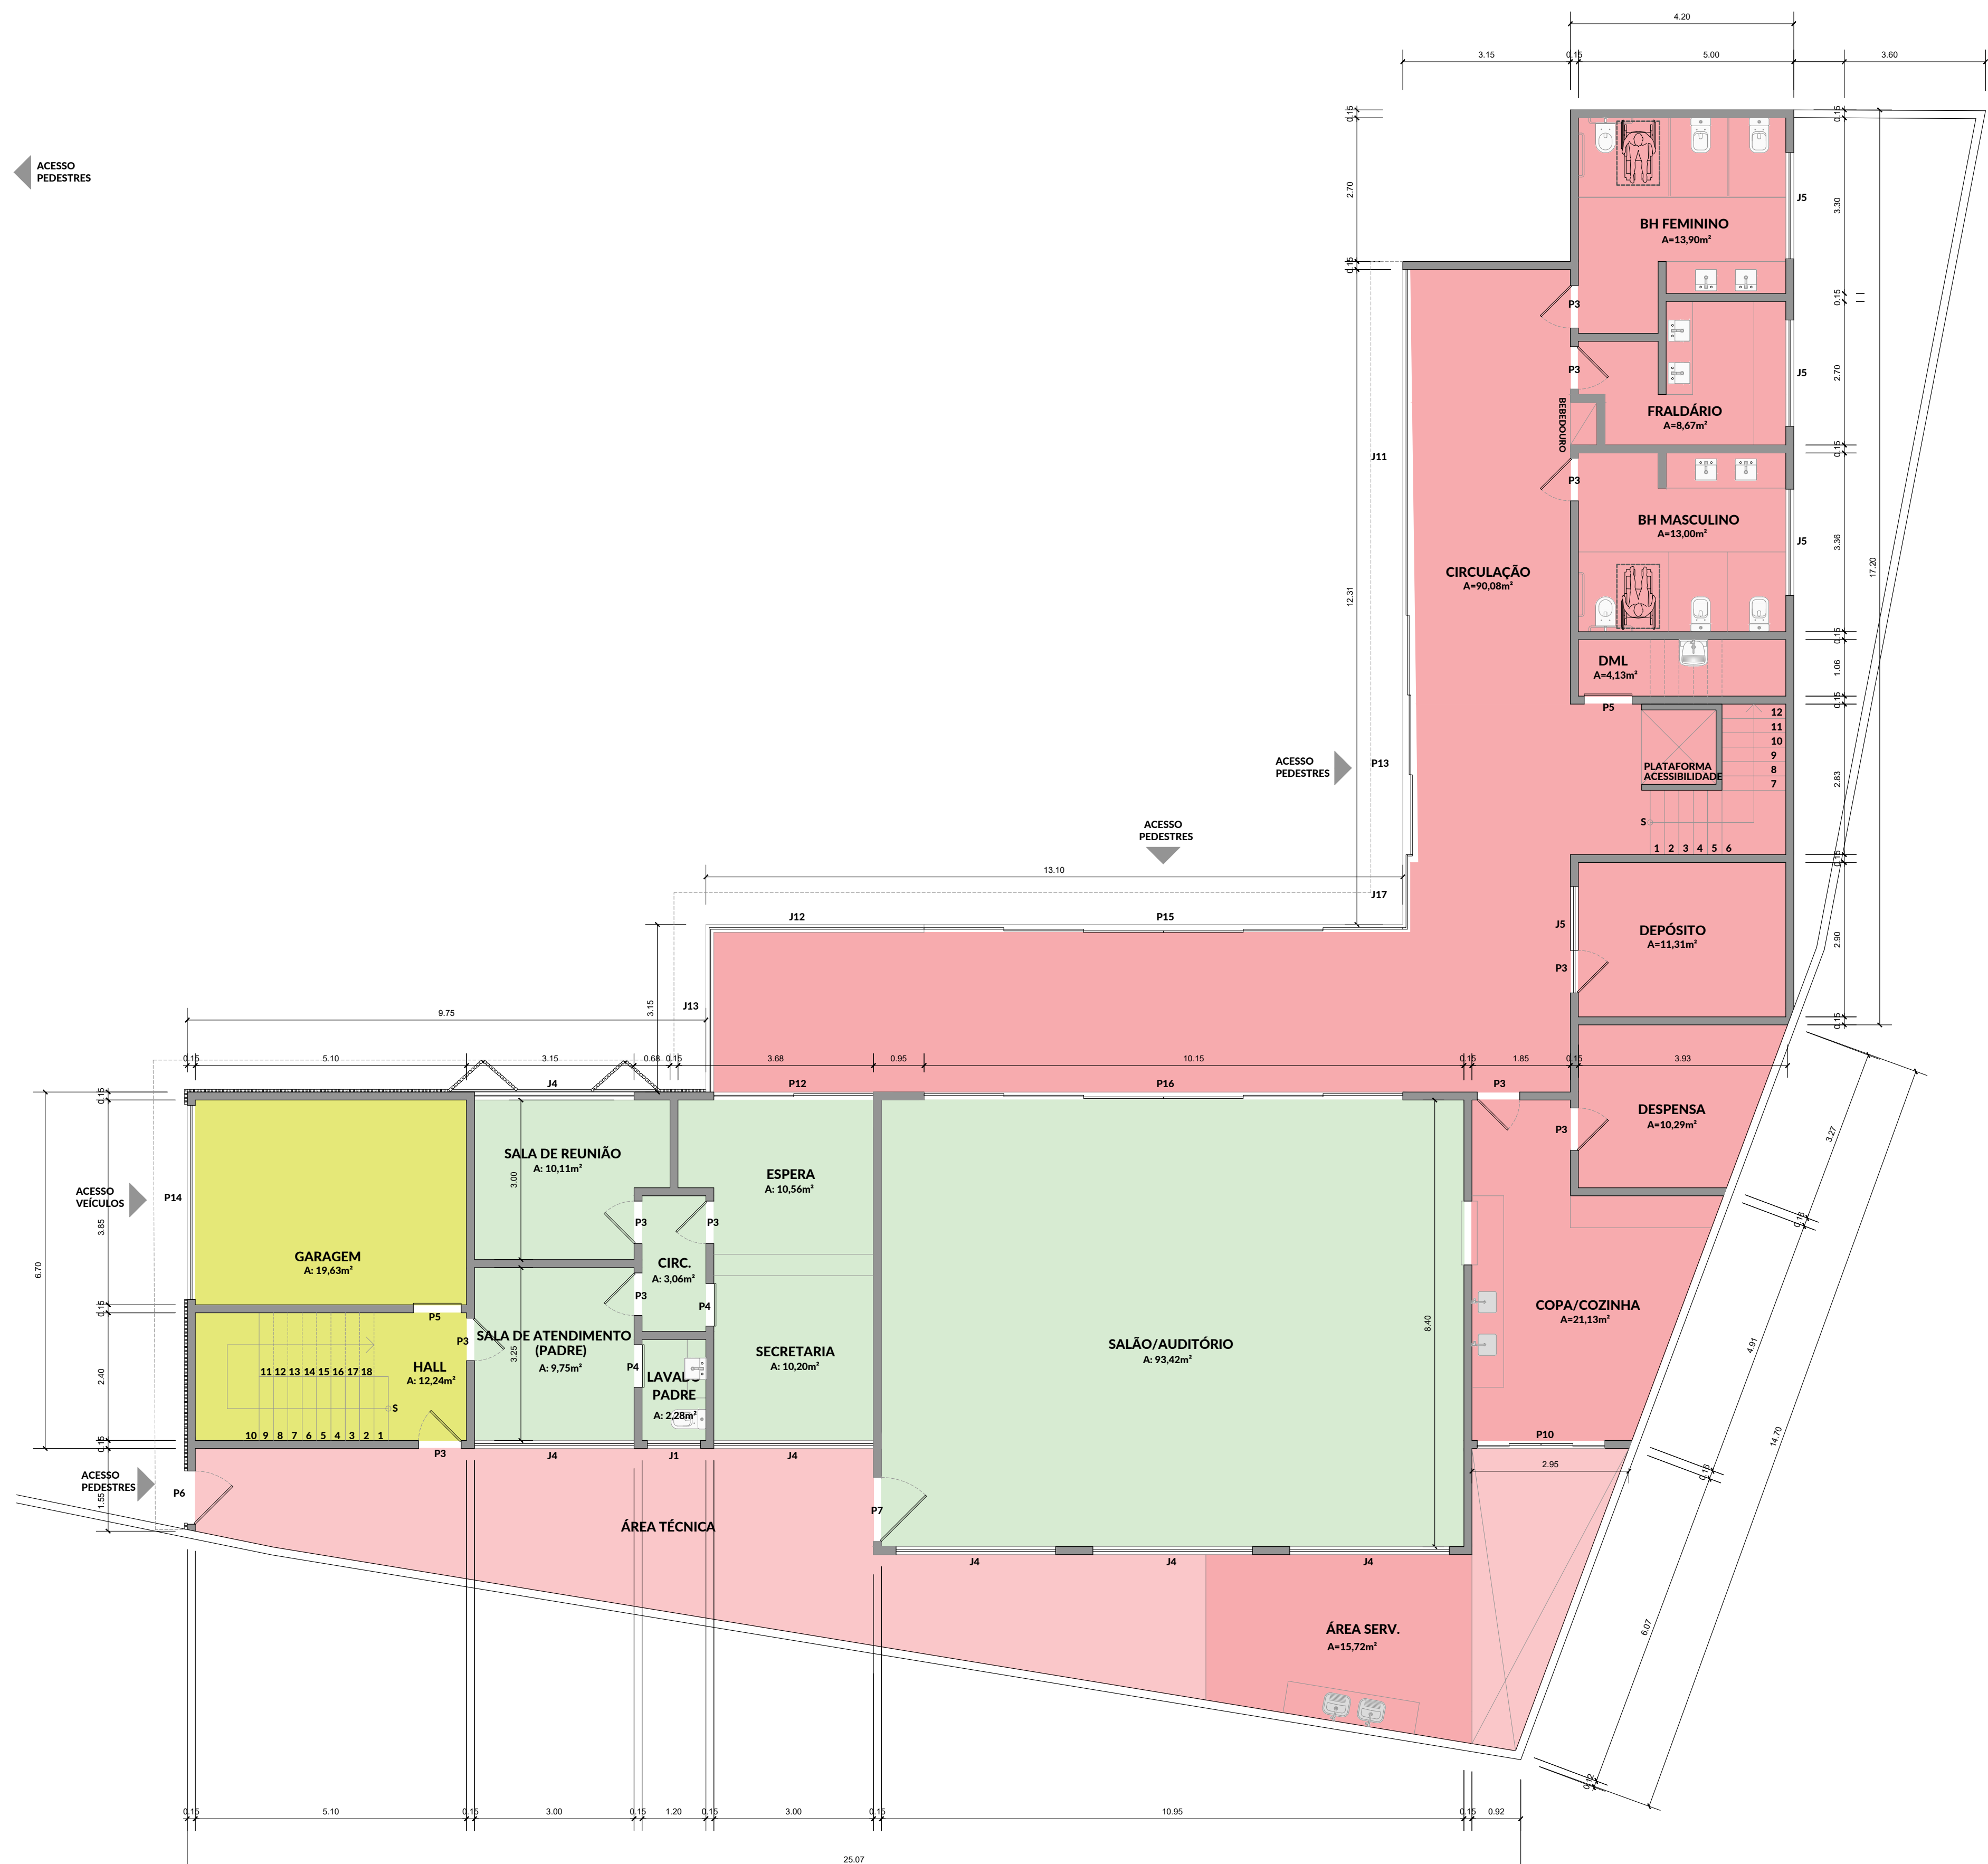 4.20
3.15
0.15
5.00
3.60
0.15
0.15
ACESSO
PEDESTRES
2.70
J5
3.30
BH FEMININO
A=13,90m²
0.15
0.15
P3
P3
J5
2.70
FRALDÁRIO
A=8,67m²
BEBEDOURO
J11
0.15
P3
BH MASCULINO
A=13,00m²
J5
3.36
17.20
CIRCULAÇÃO
A=90,08m²
12.31
0.15
DML
A=4,13m²
1.06
P5
0.15
12
11
10
9
8
7
PLATAFORMA
ACESSIBILIDADE
2.83
ACESSO
PEDESTRES
P13
S
1 2 3 4 5 6
ACESSO
PEDESTRES
0.15
13.10
J17
J12
P15
J5
DEPÓSITO
A=11,31m²
2.90
P3
J13
3.15
9.75
0.15
0.15
5.10
3.15
0.68
0.15
3.68
0.95
10.15
0.15
1.85
0.15
3.93
J4
P12
P16
P3
0.15
DESPENSA
A=10,29m²
P3
3.27
SALA DE REUNIÃO
A: 10,11m²
3.00
ESPERA
A: 10,56m²
ACESSO
VEÍCULOS
P14
3.85
P3
P3
0.15
GARAGEM
A: 19,63m²
CIRC.
A: 3,06m²
6.70
P3
P4
COPA/COZINHA
A=21,13m²
0.15
P5
P3
SALA DE ATENDIMENTO
(PADRE)
A: 9,75m²
3.25
SECRETARIA
A: 10,20m²
SALÃO/AUDITÓRIO
A: 93,42m²
8.40
4.91
2.40
11 12 13 14 15 16 17 18
HALL
A: 12,24m²
P4
PADRE
A: 2,28m²
S
10 9 8 7 6 5 4 3 2 1
0.15
P3
J4
J1
J4
P10
14.70
2.95
0.15
ACESSO
PEDESTRES
1.55
P6
P7
ÁREA TÉCNICA
J4
J4
J4
ÁREA SERV.
A=15,72m²
6.07
0.12
0.15
5.10
0.15
3.00
0.15
1.20
0.15
3.00
0.15
10.95
0.15
0.92
25.07